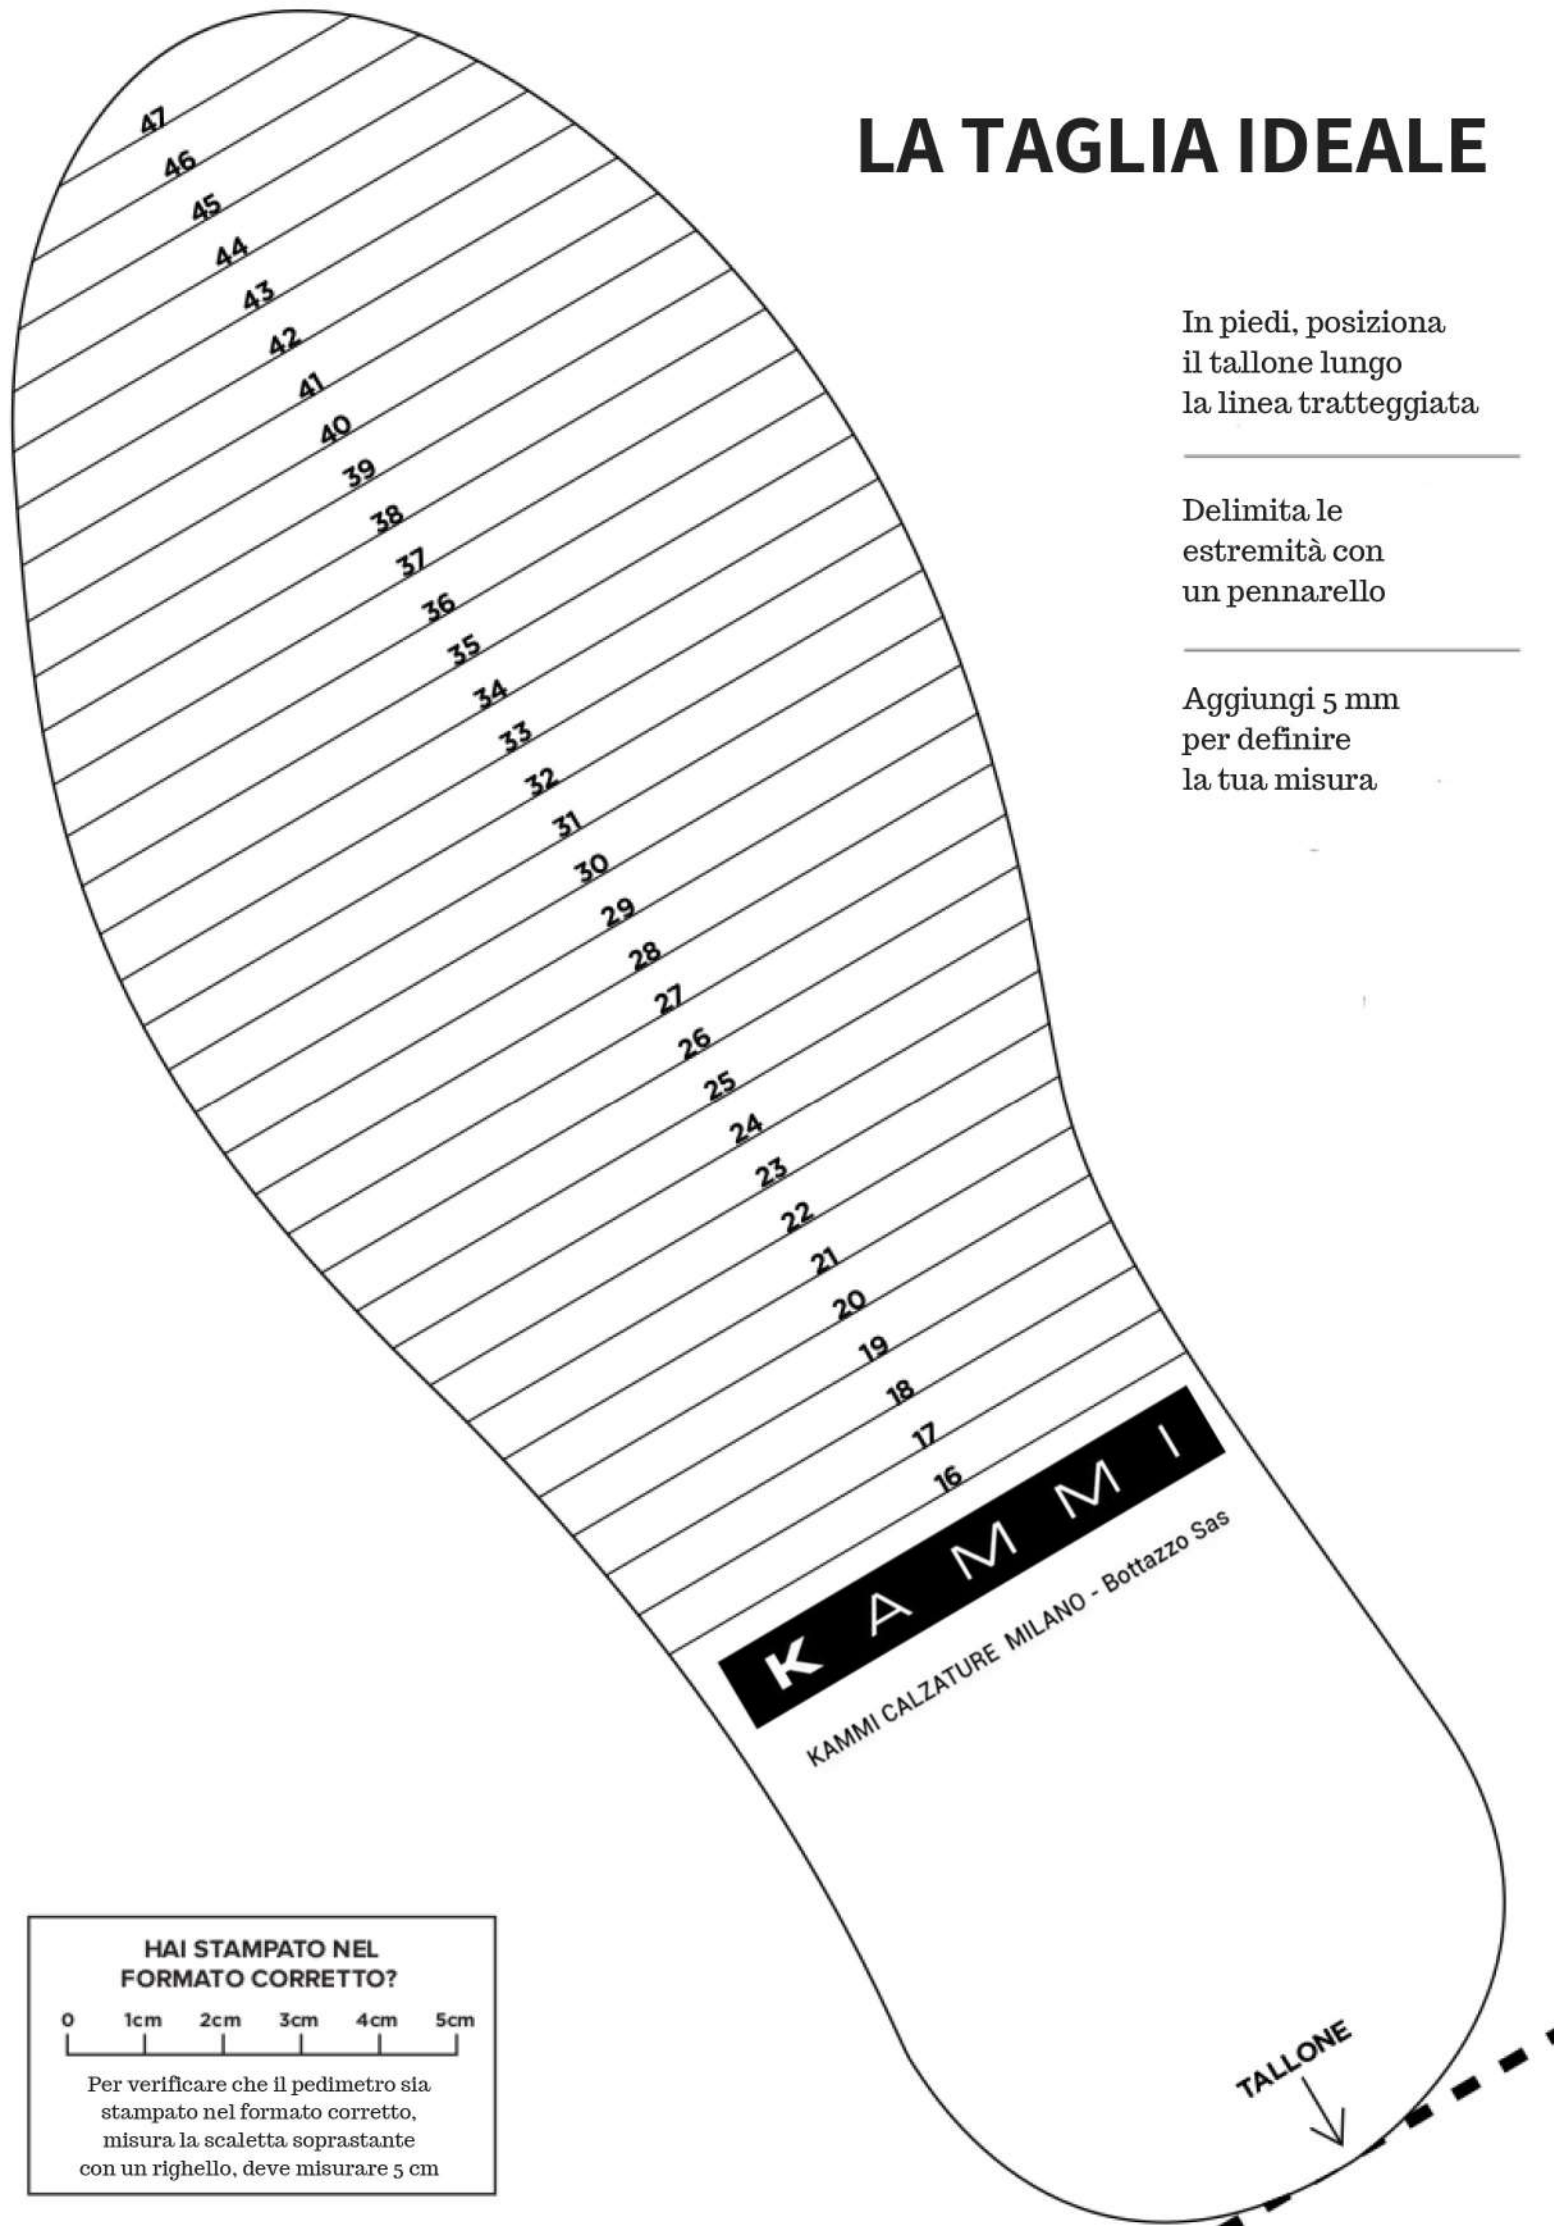 LA TAGLIA IDEALE
In piedi, posiziona
il tallone lungo
la linea tratteggiata
Delimita le
estremità con
un pennarello
Aggiungi 5 mm
per definire
la tua misura
47
46
45
44
43
42
41
40
39
38
37
36
35
34
33
32
31
30
29
28
27
26
25
24
23
22
21
20
19
18
17
16
KAMMI
KAMMI CALZATURE MILANO - Bottazzo Sas
TALLONE
HAI STAMPATO NEL
FORMATO CORRETTO?
0 1cm 2cm 3cm 4cm 5cm
Per verificare che il pedimetro sia
stampato nel formato corretto,
misura la scaletta soprastante
con un righello, deve misurare 5 cm